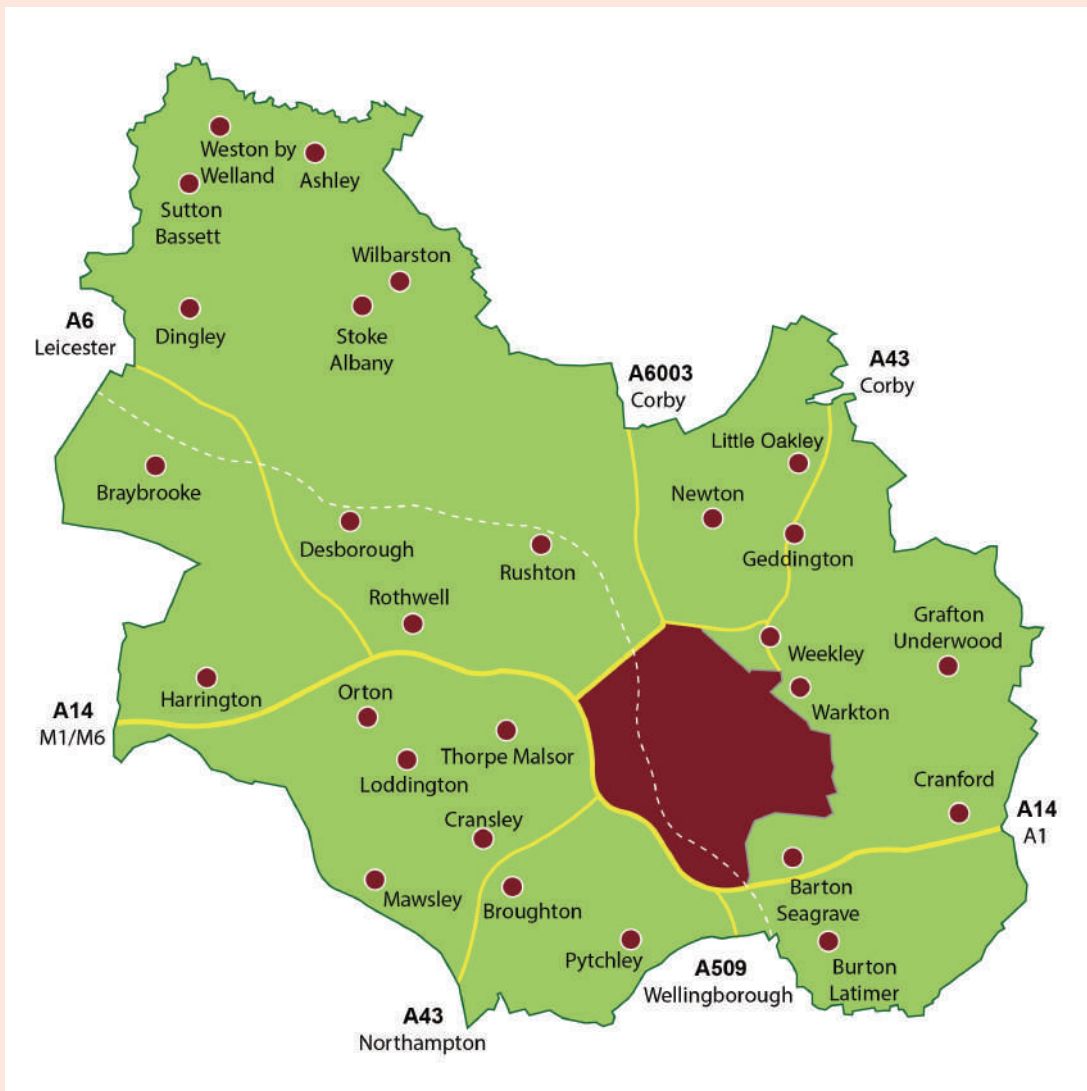 Weston by
Welland
Ashley
Sutton
Bassett
Wilbarston
A6
Leicester
Dingley
Stoke
Albany
A6003
Corby
A43
Corby
Little Oakley
Braybrooke
Newton
Desborough
Geddington
Rushton
Rothwell
Grafton
Underwood
Weekley
Harrington
Orton
Warkton
A14
M1/M6
Thorpe Malsor
Loddington
Cranford
A14
A1
Cransley
Mawsley
Broughton
Barton
Seagrave
Pytchley
A509
Wellingborough
Burton
Latimer
A43
Northampton